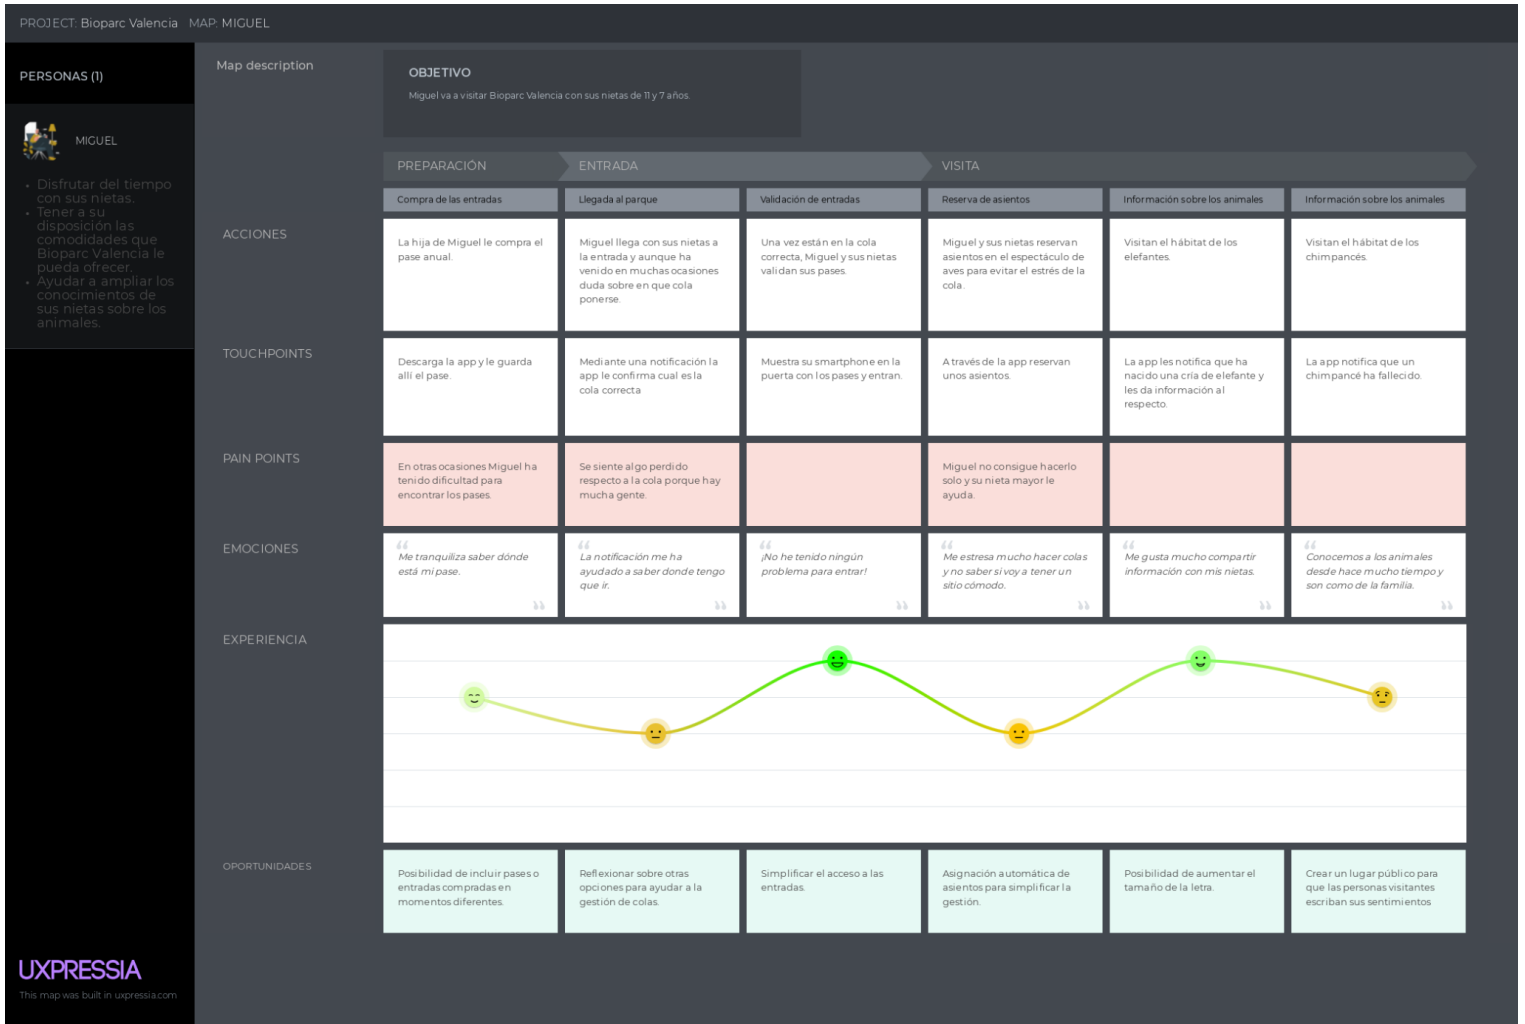 PROJECT: Bioparc Valencia MAP: MIGUEL
PERSONAS (1)
MIGUEL
• Disfrutar del tiempo
con sus nietas.
• Tener a su
disposición las
comodidades que
Bioparc Valencia le
pueda ofrecer.
• Ayudar a ampliar los
conocimientos de
sus nietas sobre los
animales.
Map description
OBJETIVO
Miguel va a visitar Bioparc Valencia con sus nietas de 11 y 7 años.
PREPARACIÓN
ENTRADA
VISITA
Compra de las entradas
Llegada al parque
Validación de entradas
Reserva de asientos
Información sobre los animales
Información sobre los animales
ACCIONES
La hija de Miguel le compra el
pase anual.
Miguel llega con sus nietas a
la entrada y aunque ha
venido en muchas ocasiones
duda sobre en que cola
ponerse.
Una vez están en la cola
correcta, Miguel y sus nietas
validan sus pases.
Miguel y sus nietas reservan
asientos en el espectáculo de
aves para evitar el estrés de la
cola.
Visitan el hábitat de los
elefantes.
Visitan el hábitat de los
chimpancés.
TOUCHPOINTS
Descarga la app y le guarda
allí el pase.
Mediante una notificación la
app le confirma cual es la
cola correcta
Muestra su smartphone en la
puerta con los pases y entran.
A través de la app reservan
unos asientos.
La app les notifica que ha
nacido una cría de elefante y
les da información al
respecto.
La app notifica que un
chimpancé ha fallecido.
PAIN POINTS
En otras ocasiones Miguel ha
tenido dificultad para
encontrar los pases.
Se siente algo perdido
respecto a la cola porque hay
mucha gente.
Miguel no consigue hacerlo
solo y su nieta mayor le
ayuda.
EMOCIONES
“
Me tranquiliza saber dónde
está mi pase.
”
“
La notificación me ha
ayudado a saber donde tengo
que ir.
”
“
¡No he tenido ningún
problema para entrar!
”
“
Me estresa mucho hacer colas
y no saber si voy a tener un
sitio cómodo.
”
“
Me gusta mucho compartir
información con mis nietas.
”
“
Conocemos a los animales
desde hace mucho tiempo y
son como de la familia.
”
EXPERIENCIA
OPORTUNIDADES
Posibilidad de incluir pases o
entradas compradas en
momentos diferentes.
Reflexionar sobre otras
opciones para ayudar a la
gestión de colas.
Simplificar el acceso a las
entradas.
Asignación automática de
asientos para simplificar la
gestión.
Posibilidad de aumentar el
tamaño de la letra.
Crear un lugar público para
que las personas visitantes
escriban sus sentimientos
UXPRESSIA
This map was built in uxpressia.com